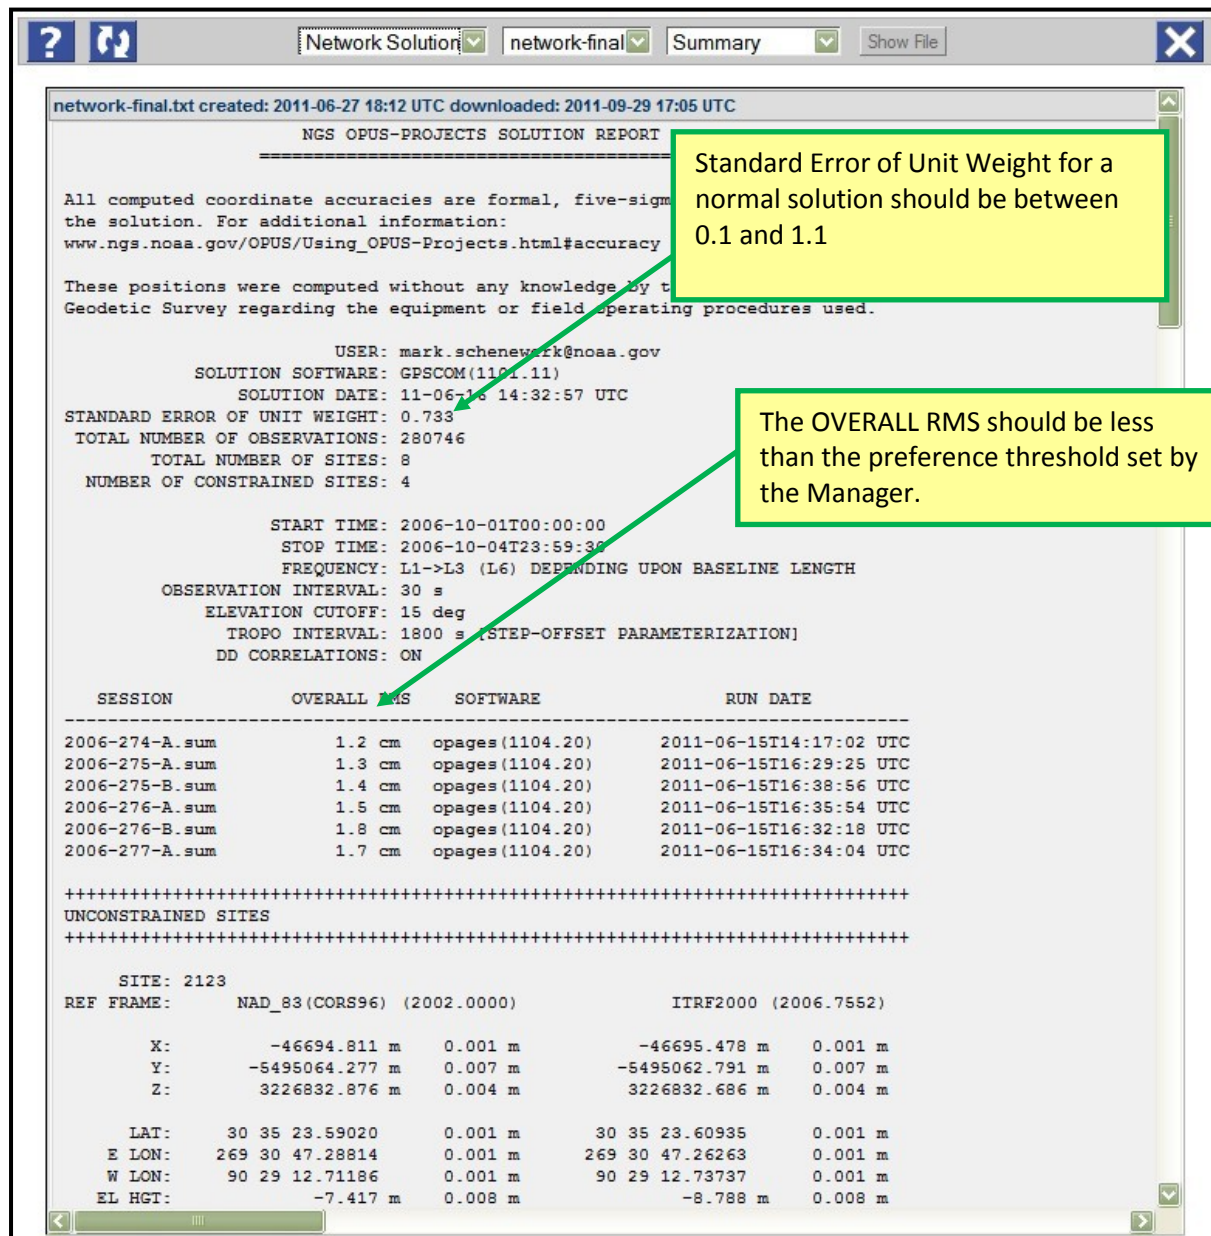 ?
Network Solution network-final Summary Show File X
network-final.txt created: 2011-06-27 18:12 UTC downloaded: 2011-09-29 17:05 UTC
NGS OPUS-PROJECTS SOLUTION REPORT
========================================
All computed coordinate accuracies are formal, five-sigm
the solution. For additional information:
www.ngs.noaa.gov/OPUS/Using_OPUS-Projects.html#accuracy
These positions were computed without any knowledge by t
Geodetic Survey regarding the equipment or field operating procedures used.
Standard Error of Unit Weight for a
normal solution should be between
0.1 and 1.1
USER: mark.schenewerk@noaa.gov
SOLUTION SOFTWARE: GPSCOM(1101.11)
SOLUTION DATE: 11-06-16 14:32:57 UTC
STANDARD ERROR OF UNIT WEIGHT: 0.733
TOTAL NUMBER OF OBSERVATIONS: 280746
TOTAL NUMBER OF SITES: 8
NUMBER OF CONSTRAINED SITES: 4
The OVERALL RMS should be less
than the preference threshold set by
the Manager.
START TIME: 2006-10-01T00:00:00
STOP TIME: 2006-10-04T23:59:30
FREQUENCY: L1->L3 (L6) DEPENDING UPON BASELINE LENGTH
OBSERVATION INTERVAL: 30 s
ELEVATION CUTOFF: 15 deg
TROPO INTERVAL: 1800 s [STEP-OFFSET PARAMETERIZATION]
DD CORRELATIONS: ON
SESSION OVERALL RMS SOFTWARE RUN DATE
-----------------------------------------------------------------------------
2006-274-A.sum 1.2 cm opages(1104.20) 2011-06-15T14:17:02 UTC
2006-275-A.sum 1.3 cm opages(1104.20) 2011-06-15T16:29:25 UTC
2006-275-B.sum 1.4 cm opages(1104.20) 2011-06-15T16:38:56 UTC
2006-276-A.sum 1.5 cm opages(1104.20) 2011-06-15T16:35:54 UTC
2006-276-B.sum 1.8 cm opages(1104.20) 2011-06-15T16:32:18 UTC
2006-277-A.sum 1.7 cm opages(1104.20) 2011-06-15T16:34:04 UTC
+++++++++++++++++++++++++++++++++++++++++++++++++++++++++++++++++++++++++++++
UNCONSTRAINED SITES
+++++++++++++++++++++++++++++++++++++++++++++++++++++++++++++++++++++++++++++
SITE: 2123
REF FRAME: NAD_83(CORS96) (2002.0000) ITRF2000 (2006.7552)
X: -46694.811 m 0.001 m -46695.478 m 0.001 m
Y: -5495064.277 m 0.007 m -5495062.791 m 0.007 m
Z: 3226832.876 m 0.004 m 3226832.686 m 0.004 m
LAT: 30 35 23.59020 0.001 m 30 35 23.60935 0.001 m
E LON: 269 30 47.28814 0.001 m 269 30 47.26263 0.001 m
W LON: 90 29 12.71186 0.001 m 90 29 12.73737 0.001 m
EL HGT: -7.417 m 0.008 m -8.788 m 0.008 m